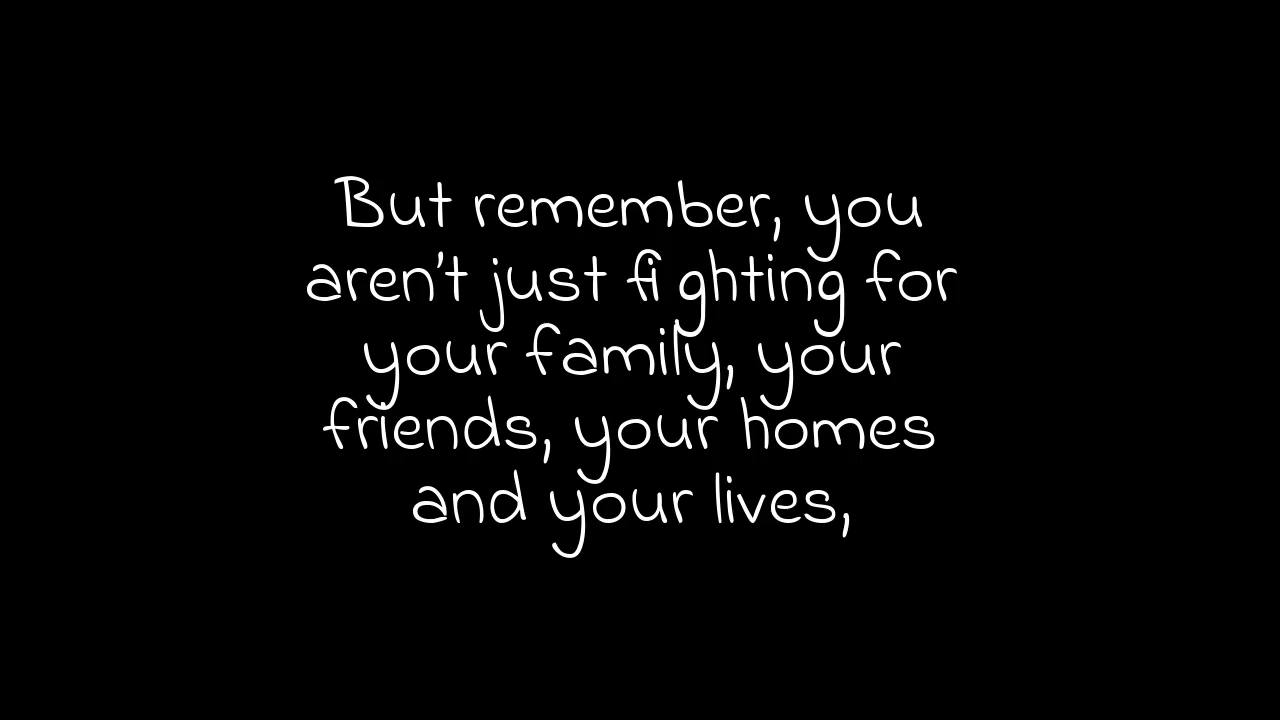 But remember, you
aren't just fighting for
your family, your
friends, your homes
and your lives,